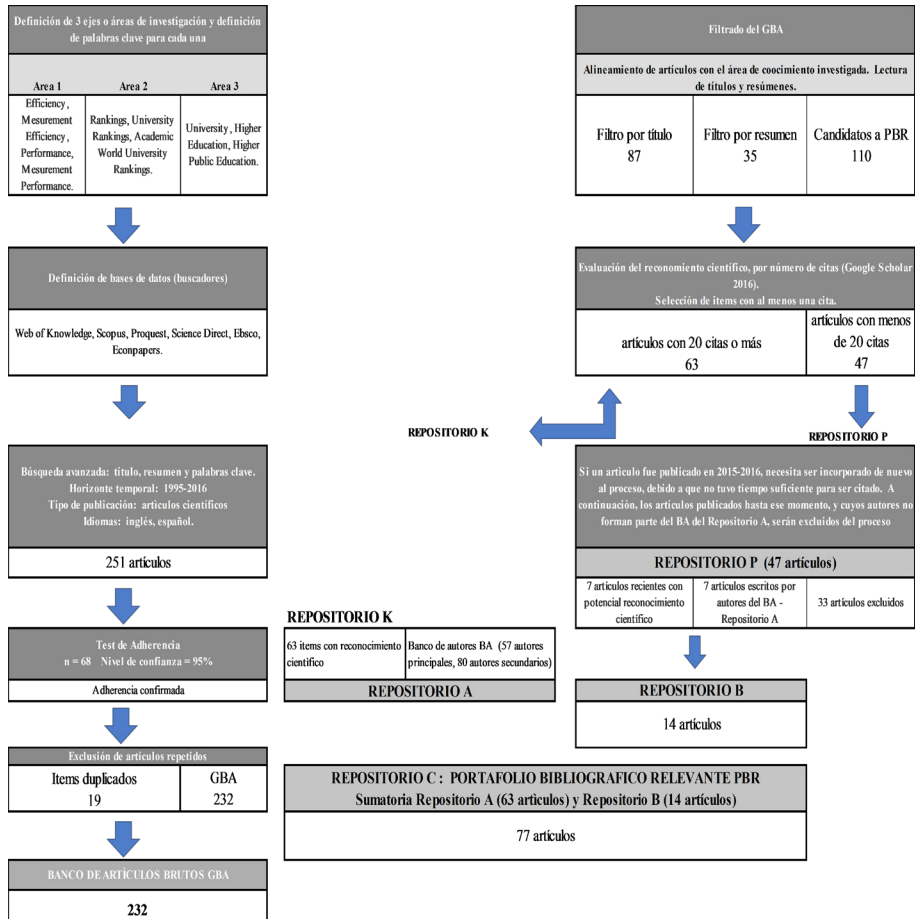 Definición de 3 ejes o áreas de investigación y definición
de palabras clave para cada una
Area 1
Area 2
Area 3
Efficiency,
Mesurement
Efficiency,
Performance,
Mesurement
Performance.
Rankings, University
Rankings, Academic
World University
Rankings.
University, Higher
Education, Higher
Public Education.
Definición de bases de datos (buscadores)
Web of Knowledge, Scopus, Proquest, Science Direct, Ebsco,
Econpapers.
Búsqueda avanzada: título, resumen y palabras clave.
Horizonte temporal: 1995-2016
Tipo de publicación: artículos científicos
Idiomas: inglés, español.
251 artículos
Test de Adherencia
n = 68 Nivel de confianza = 95%
Adherencia confirmada
Exclusión de artículos repetidos
Items duplicados
19
GBA
232
BANCO DE ARTÌCULOS BRUTOS GBA
232
Filtrado del GBA
Alineamiento de artículos con el área de coocimiento investigada. Lectura
de títulos y resúmenes.
Filtro por título
87
Filtro por resumen
35
Candidatos a PBR
110
Evaluación del reconomiento científico, por número de citas (Google Scholar
2016).
Selección de items con al menos una cita.
artículos con 20 citas o más
63
artículos con menos
de 20 citas
47
REPOSITORIO K
REPOSITORIO P
Si un artìculo fue publicado en 2015-2016, necesita ser incorporado de nuevo
al proceso, debido a que no tuvo tiempo suficiente para ser citado. A
continuaciòn, los artículos publicados hasta ese momento, y cuyos autores no
forman parte del BA del Repositorio A, serán excluidos del proceso
REPOSITORIO P (47 artículos)
7 artículos recientes con
potencial reconocimiento
científico
7 artículos escritos por
autores del BA -
Repositorio A
33 artículos excluidos
REPOSITORIO K
63 items con reconocimiento
científico
Banco de autores BA (57 autores
principales, 80 autores secundarios)
REPOSITORIO A
REPOSITORIO B
14 artículos
REPOSITORIO C : PORTAFOLIO BIBLIOGRAFICO RELEVANTE PBR
Sumatoria Repositorio A (63 artìculos) y Repositorio B (14 artículos)
77 artículos